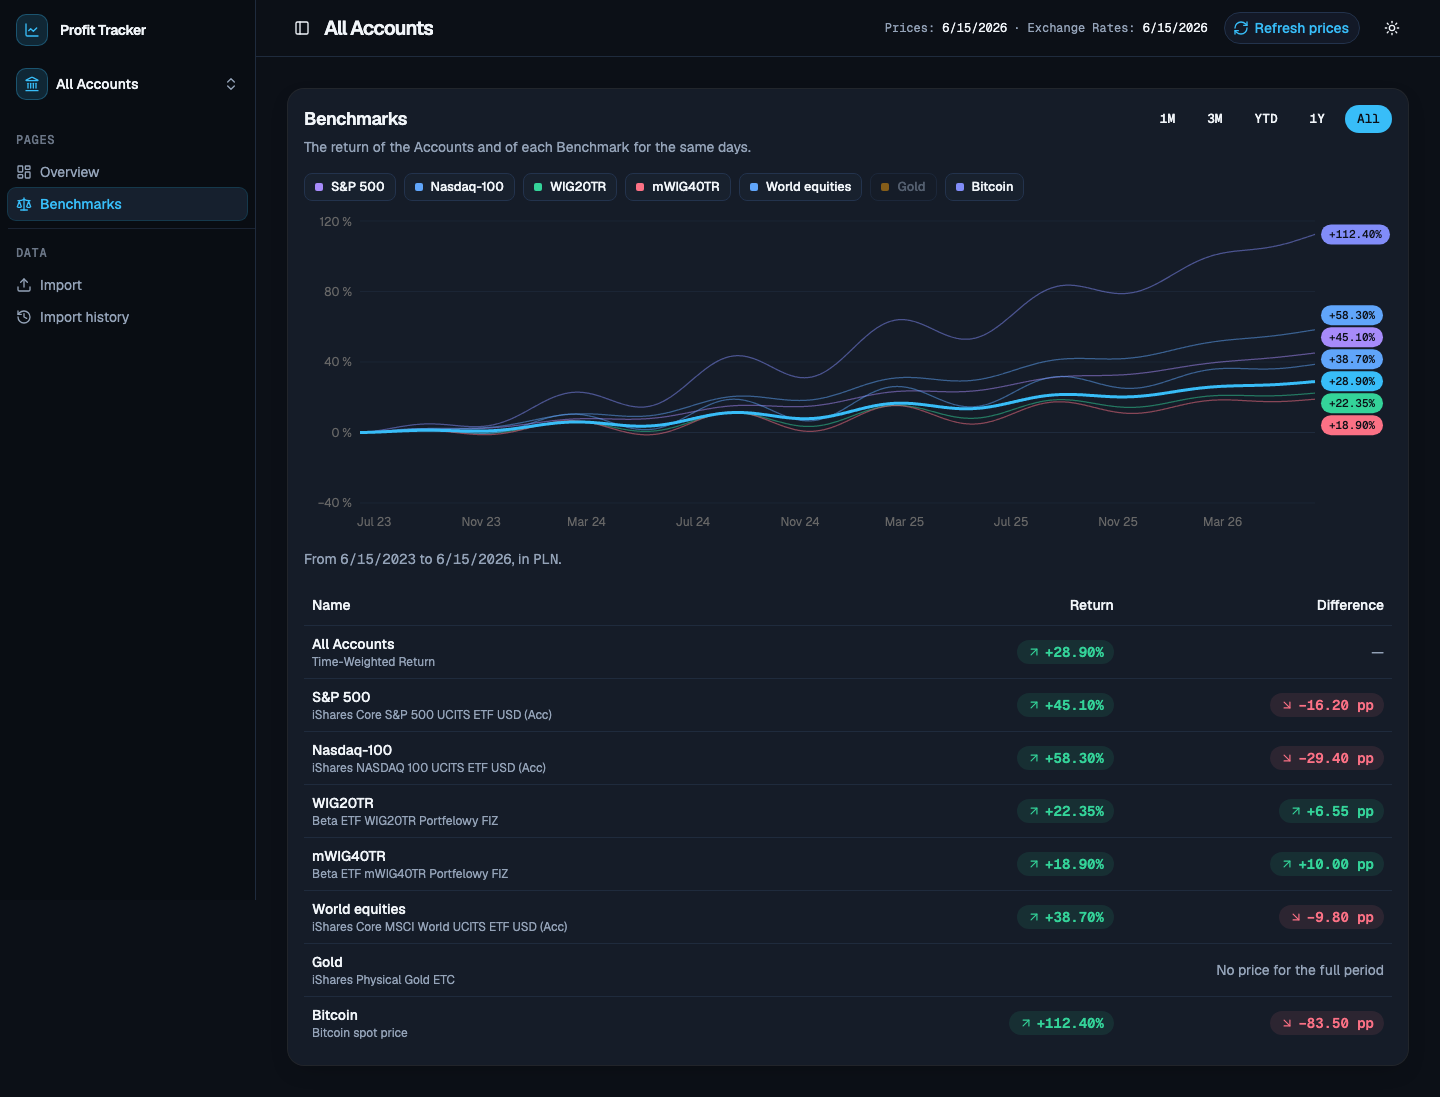 Profit Tracker
All Accounts
PAGES
Overview
Benchmarks
DATA
Import
Import history
All Accounts
Prices: 6/15/2026 · Exchange Rates: 6/15/2026
Refresh prices
Benchmarks
1M 3M YTD 1Y All
The return of the Accounts and of each Benchmark for the same days.
S&P 500 Nasdaq-100 WIG20TR mWIG40TR World equities Gold Bitcoin
120 %
80 %
40 %
0 %
−40 %
+112.40%
+58.30%
+45.10%
+38.70%
+28.90%
+22.35%
+18.90%
Jul 23 Nov 23 Mar 24 Jul 24 Nov 24 Mar 25 Jul 25 Nov 25 Mar 26
From 6/15/2023 to 6/15/2026, in PLN.
Name Return Difference
All Accounts
Time-Weighted Return
+28.90% —
S&P 500
iShares Core S&P 500 UCITS ETF USD (Acc)
+45.10% −16.20 pp
Nasdaq-100
iShares NASDAQ 100 UCITS ETF USD (Acc)
+58.30% −29.40 pp
WIG20TR
Beta ETF WIG20TR Portfelowy FIZ
+22.35% +6.55 pp
mWIG40TR
Beta ETF mWIG40TR Portfelowy FIZ
+18.90% +10.00 pp
World equities
iShares Core MSCI World UCITS ETF USD (Acc)
+38.70% −9.80 pp
Gold
iShares Physical Gold ETC
No price for the full period
Bitcoin
Bitcoin spot price
+112.40% −83.50 pp